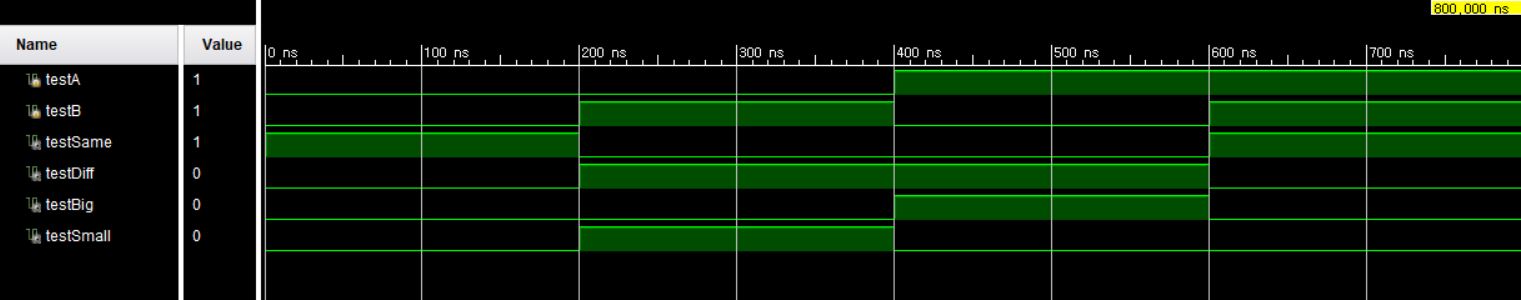 800,000 ns
Name Value
0 ns 100 ns 200 ns 300 ns 400 ns 500 ns 600 ns 700 ns
testA 1
testB 1
testSame 1
testDiff 0
testBig 0
testSmall 0